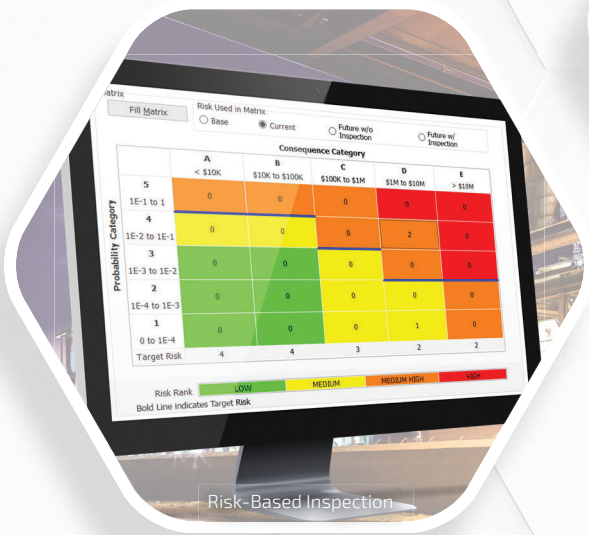 Matrix
Fill Matrix
Risk Used in Matrix
Base
Current
Future w/o Inspection
Future w/ Inspection
Consequence Category
A B C D E
< $10K $10K to $100K $100K to $1M $1M to $10M > $10M
Probability Category
5
1E-1 to 1 0 0 0 0 0
4
1E-2 to 1E-1 0 0 0 2 0
3
1E-3 to 1E-2 0 0 0 0 0
2
1E-4 to 1E-3 0 0 0 0 0
1
0 to 1E-4 0 0 0 1 0
Target Risk 4 4 3 2 2
Risk Rank LOW MEDIUM MEDIUM HIGH HIGH
Bold Line indicates Target Risk
Risk-Based Inspection